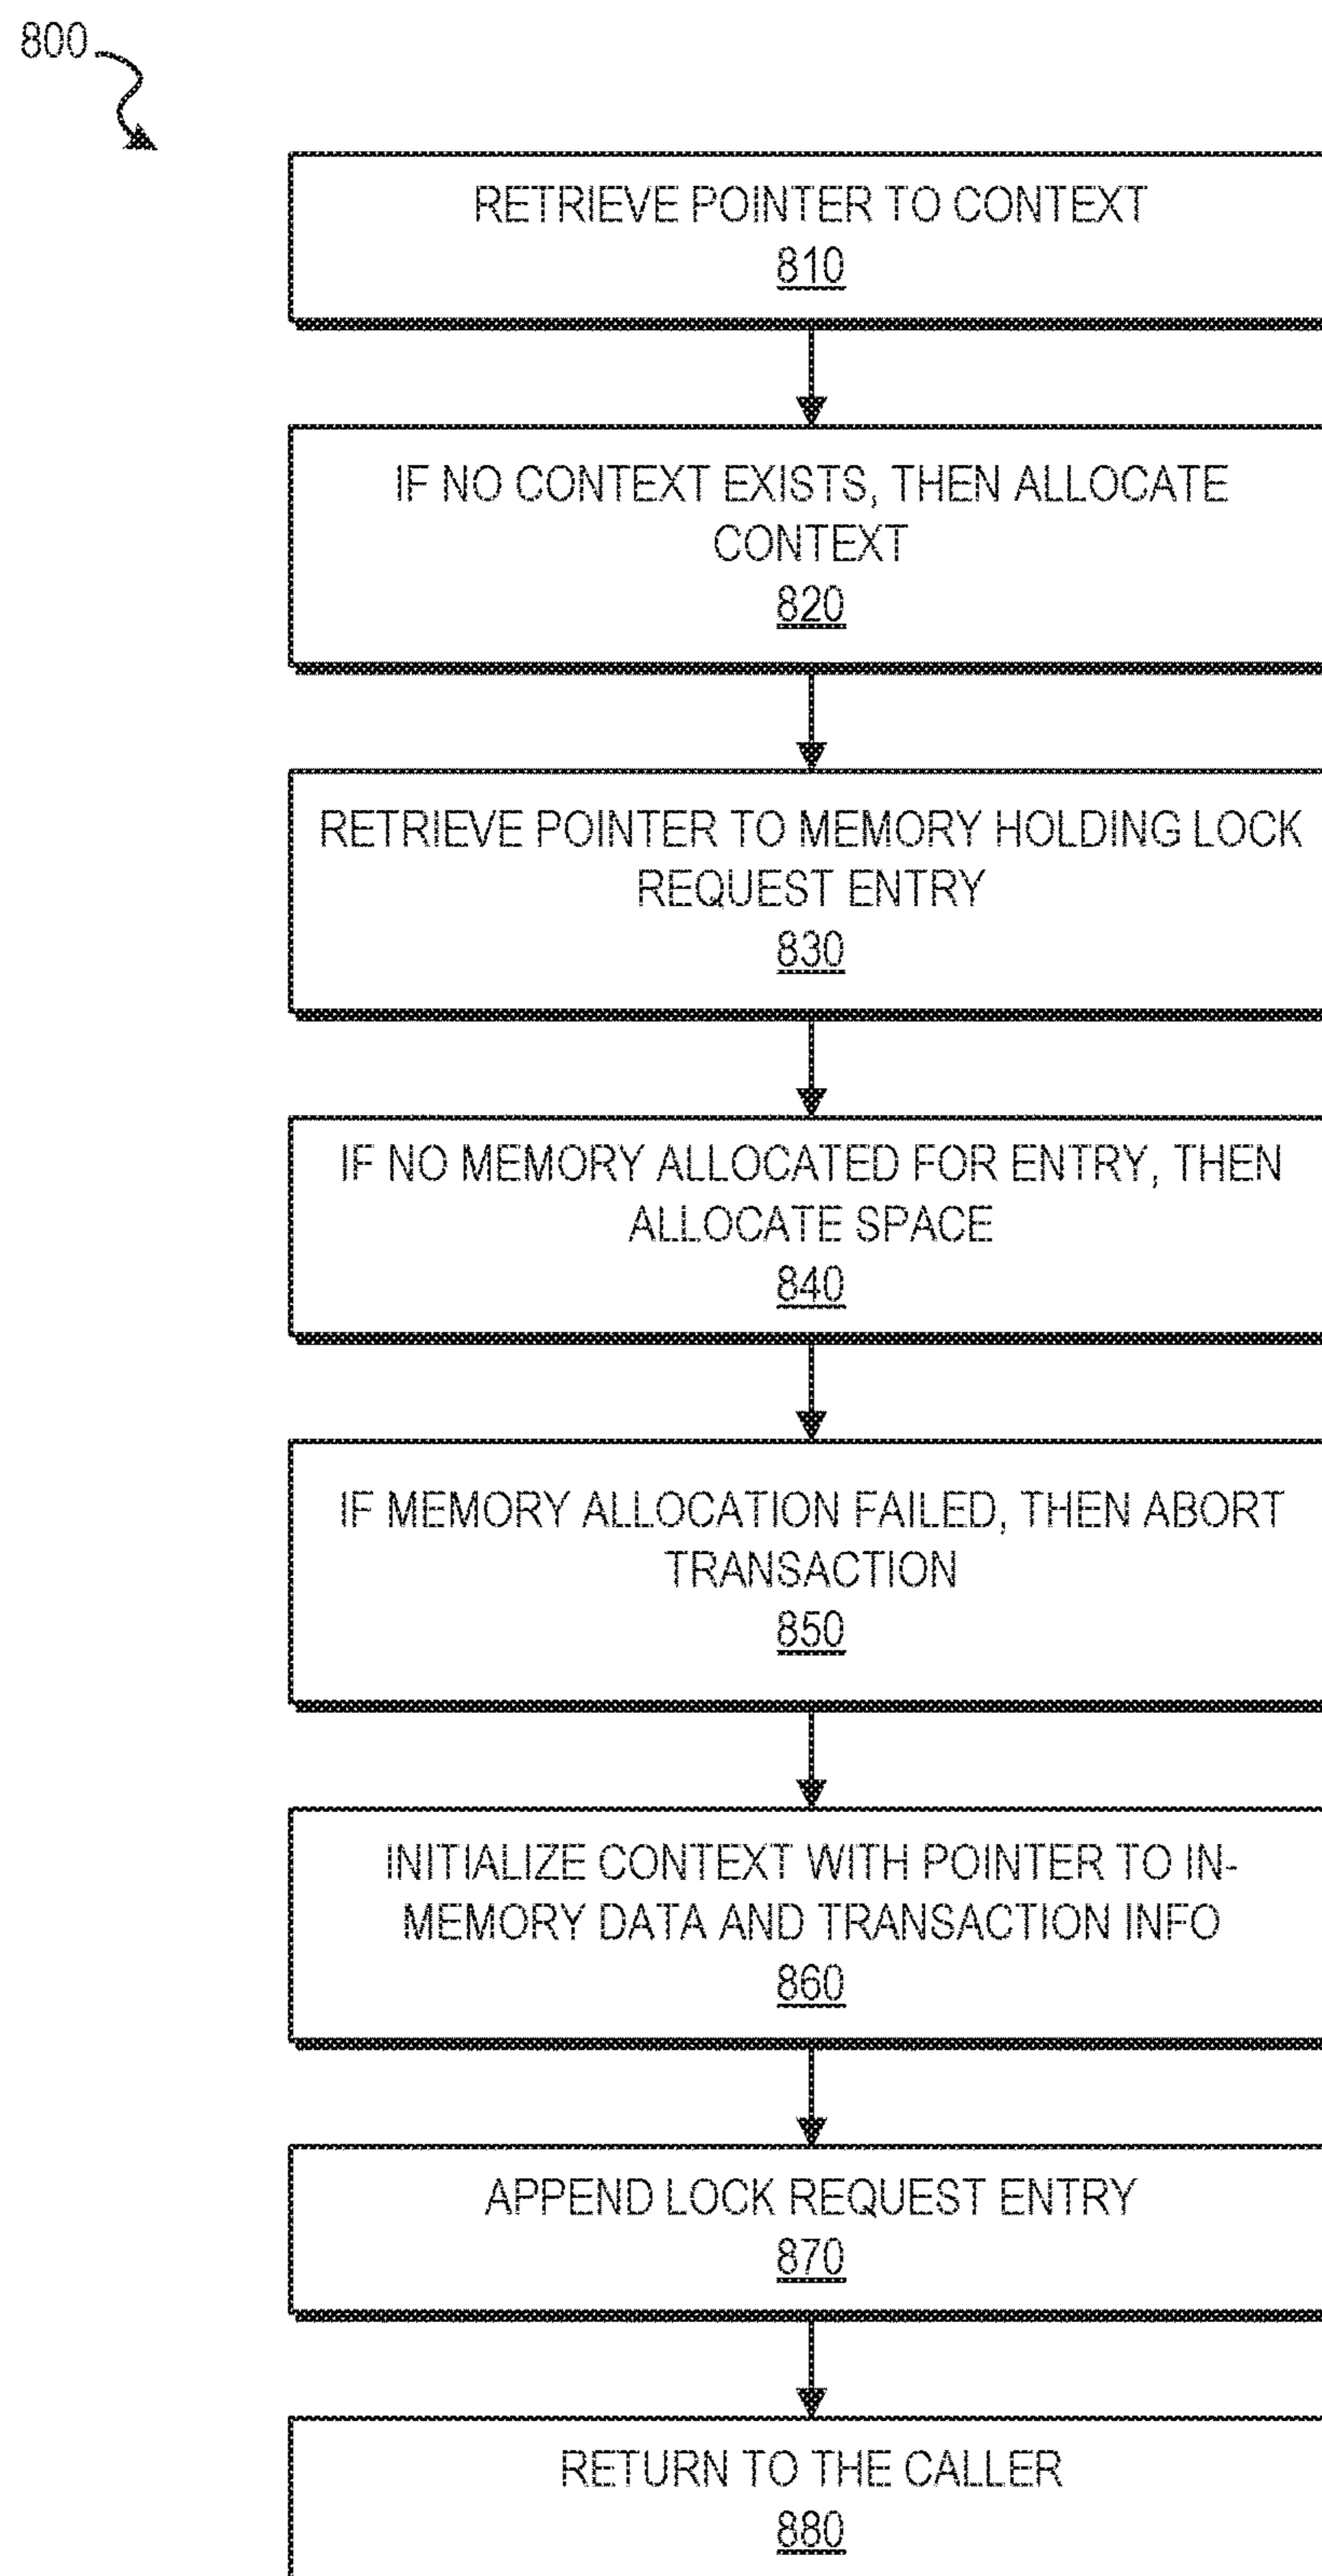 800
RETRIEVE POINTER TO CONTEXT
810
IF NO CONTEXT EXISTS, THEN ALLOCATE
CONTEXT
820
RETRIEVE POINTER TO MEMORY HOLDING LOCK
REQUEST ENTRY
830
IF NO MEMORY ALLOCATED FOR ENTRY, THEN
ALLOCATE SPACE
840
IF MEMORY ALLOCATION FAILED, THEN ABORT
TRANSACTION
850
INITIALIZE CONTEXT WITH POINTER TO IN-
MEMORY DATA AND TRANSACTION INFO
860
APPEND LOCK REQUEST ENTRY
870
RETURN TO THE CALLER
880